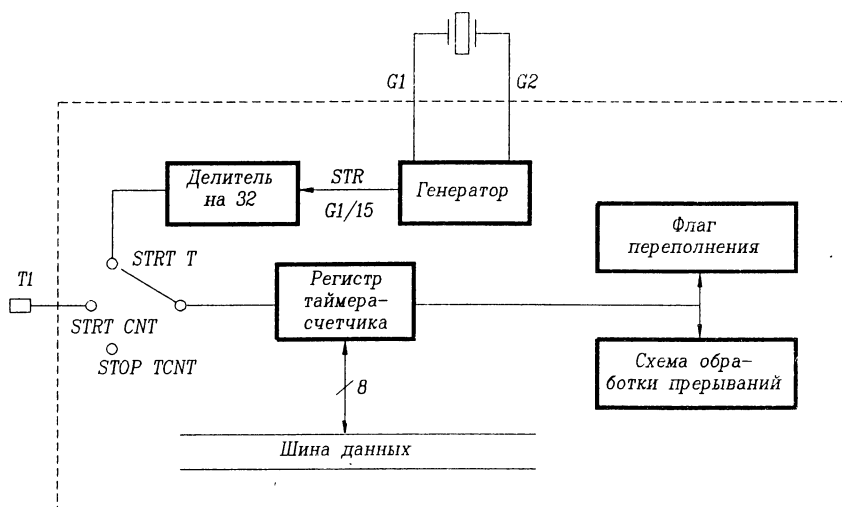 G1
G2
Делитель
на 32
STR
G1/15
Генератор
Флаг
переполнения
STRT T
T1
Регистр
таймера-
счетчика
STRT CNT
STOP TCNT
Схема обра-
ботки прерываний
8
Шина данных